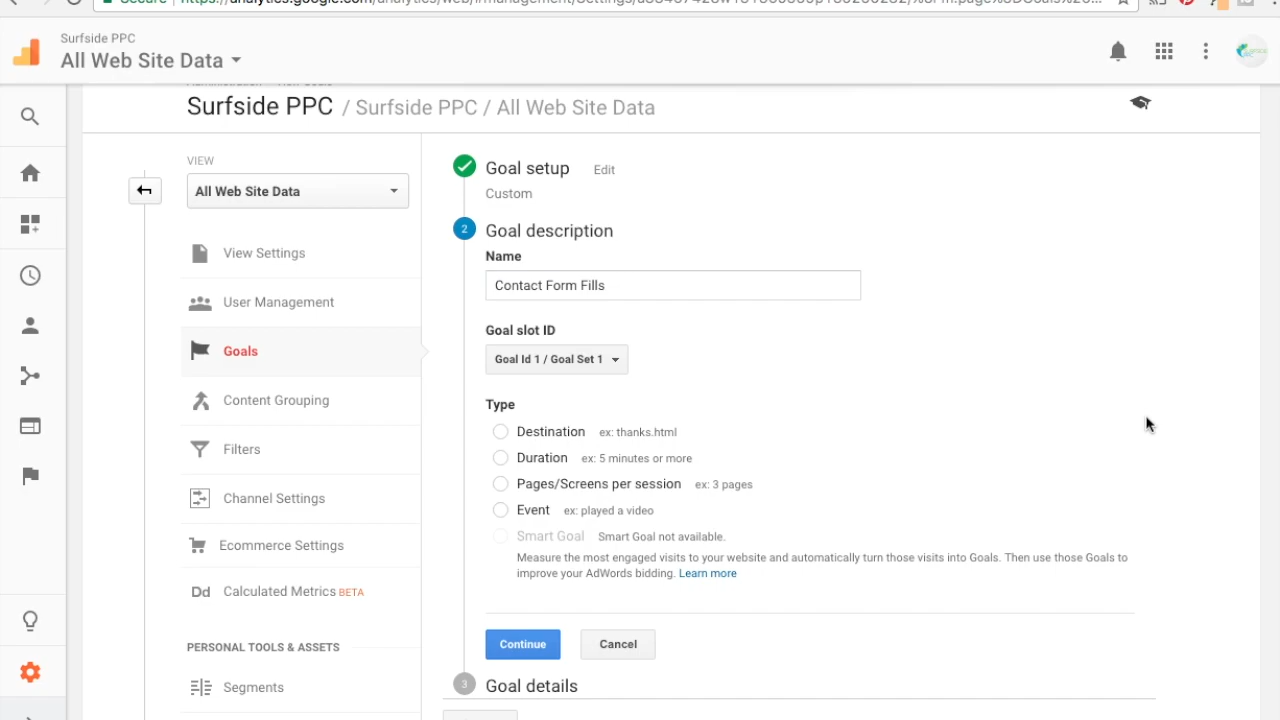 Secure
Surfside PPC
All Web Site Data
Surfside PPC / Surfside PPC / All Web Site Data
VIEW
All Web Site Data
View Settings
User Management
Goals
Content Grouping
Filters
Channel Settings
Ecommerce Settings
Dd Calculated Metrics BETA
PERSONAL TOOLS & ASSETS
Segments
Goal setup Edit
Custom
2 Goal description
Name
Contact Form Fills
Goal slot ID
Goal Id 1 / Goal Set 1
Type
Destination ex: thanks.html
Duration ex: 5 minutes or more
Pages/Screens per session ex: 3 pages
Event ex: played a video
Smart Goal Smart Goal not available.
Measure the most engaged visits to your website and automatically turn those visits into Goals. Then use those Goals to
improve your AdWords bidding. Learn more
Continue Cancel
3 Goal details